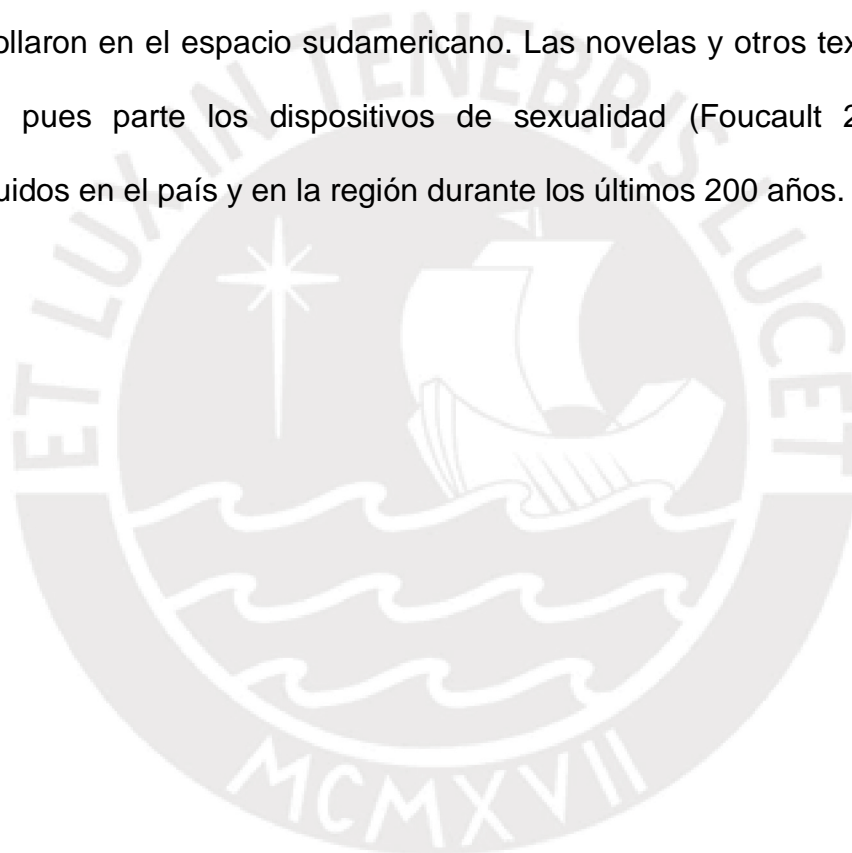 ollaron en el espacio sudamericano. Las novelas y otros tex
pues parte los dispositivos de sexualidad (Foucault 2
uidos en el país y en la región durante los últimos 200 años.
ET LUX IN TENEBRIS LUCET
MCMXVII